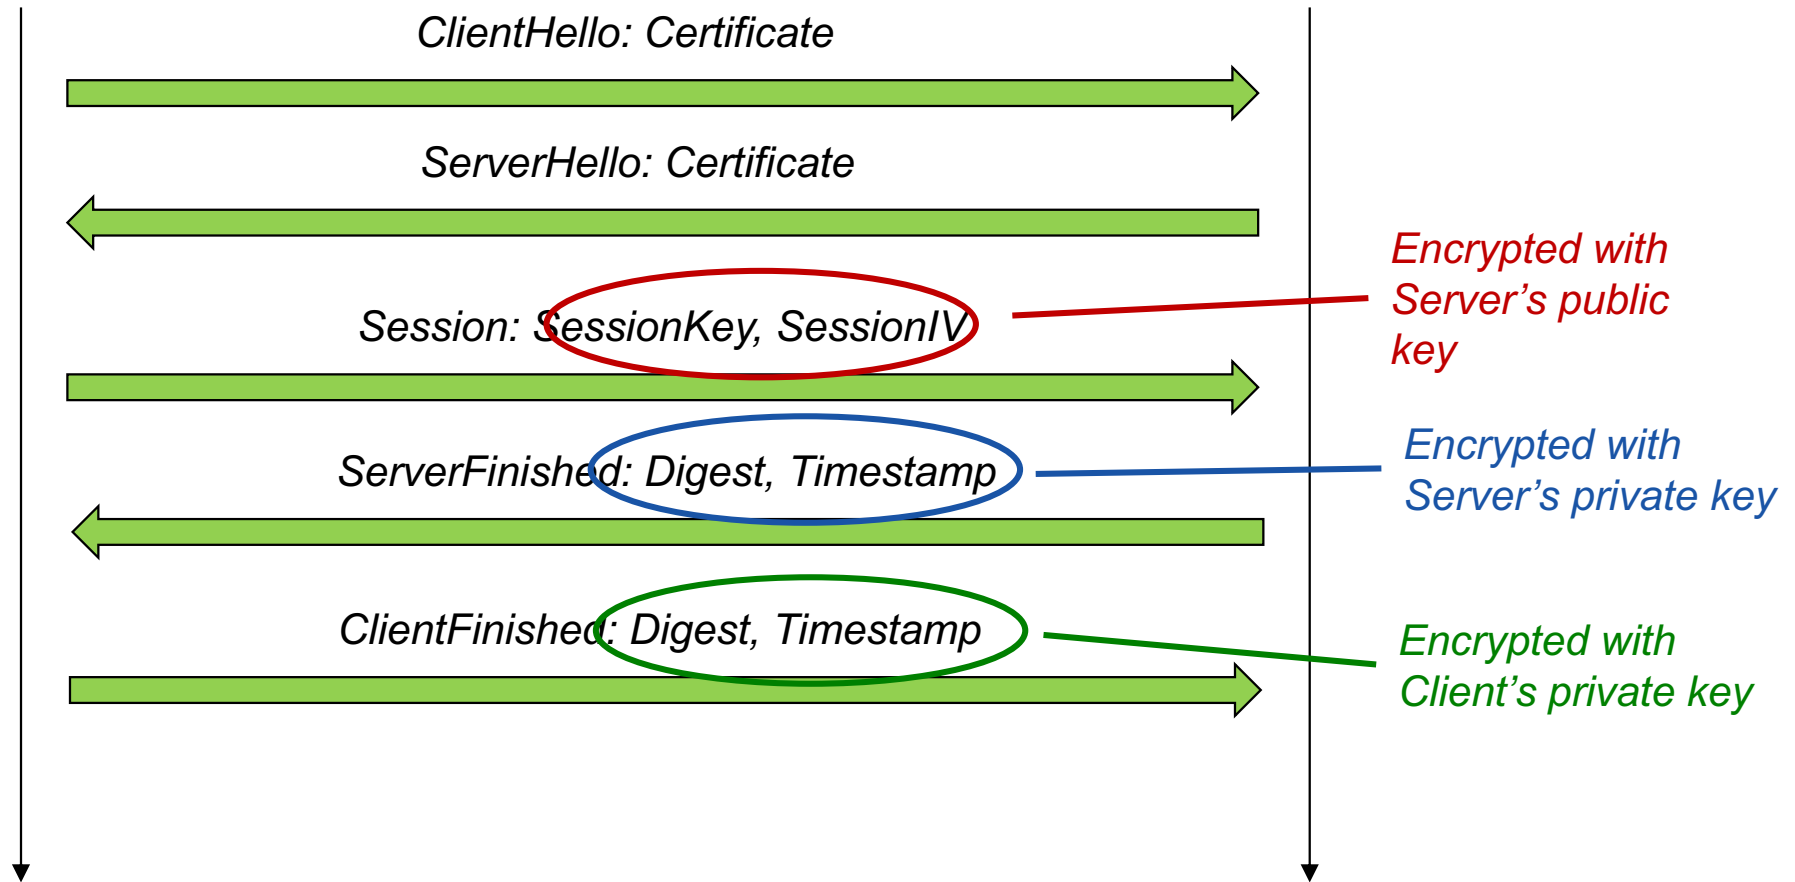 ClientHello: Certificate
ServerHello: Certificate
Session: SessionKey, SessionIV
Encrypted with
Server’s public
key
ServerFinished: Digest, Timestamp
Encrypted with
Server’s private key
ClientFinished: Digest, Timestamp
Encrypted with
Client’s private key